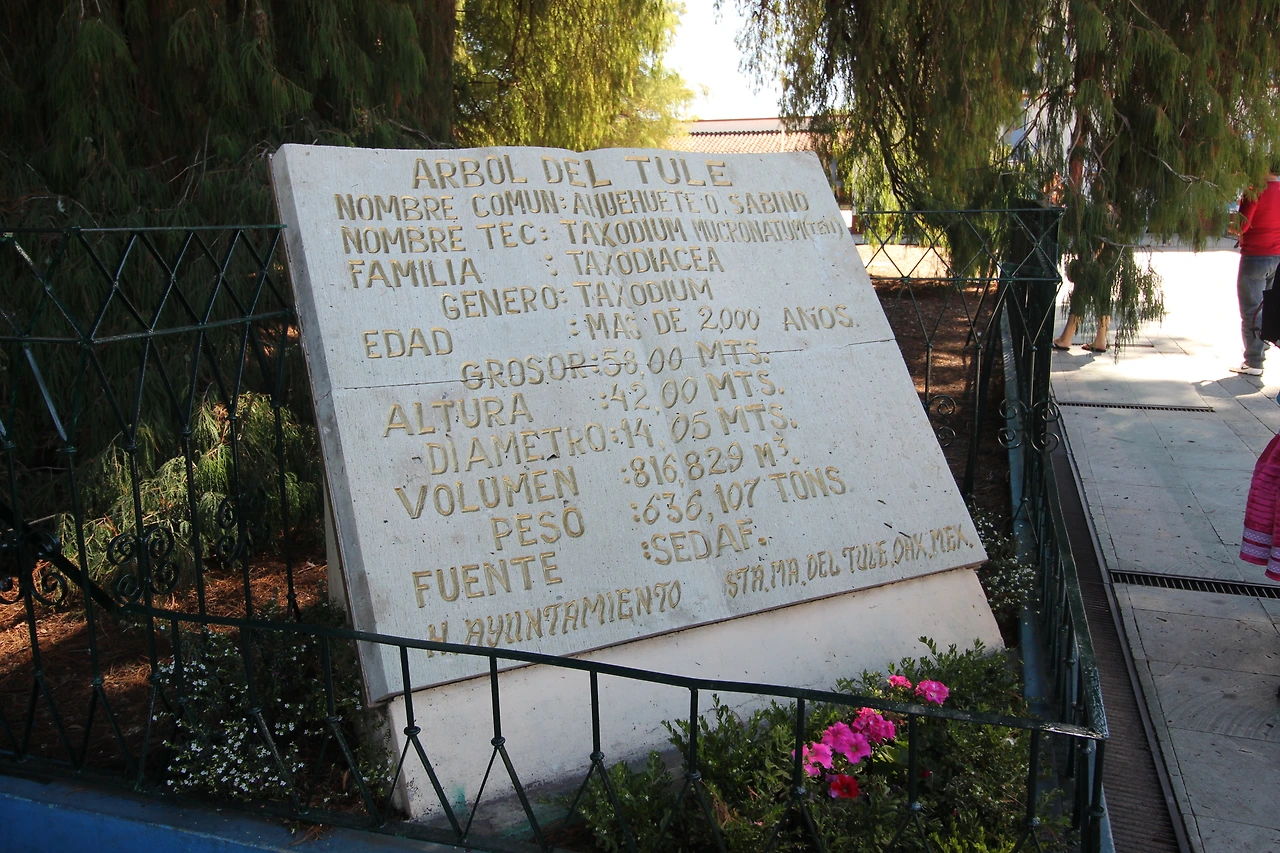 ARBOL DEL TULE
NOMBRE COMUN: AHUEHUETE O. SABINO
NOMBRE TEC: TAXODIUM MUCRONATUM (Teh)
FAMILIA : TAXODIACEA
GENERO: TAXODIUM
EDAD : MAS DE 2,000 AÑOS.
GROSOR: 58.00 MTS.
ALTURA : 42.00 MTS.
DIAMETRO: 14.05 MTS.
VOLUMEN : 816,829 M³.
PESO : 636,107 TONS
FUENTE : SEDAF.
H. AYUNTAMIENTO STA. MA. DEL TULE, OAX, MEX.